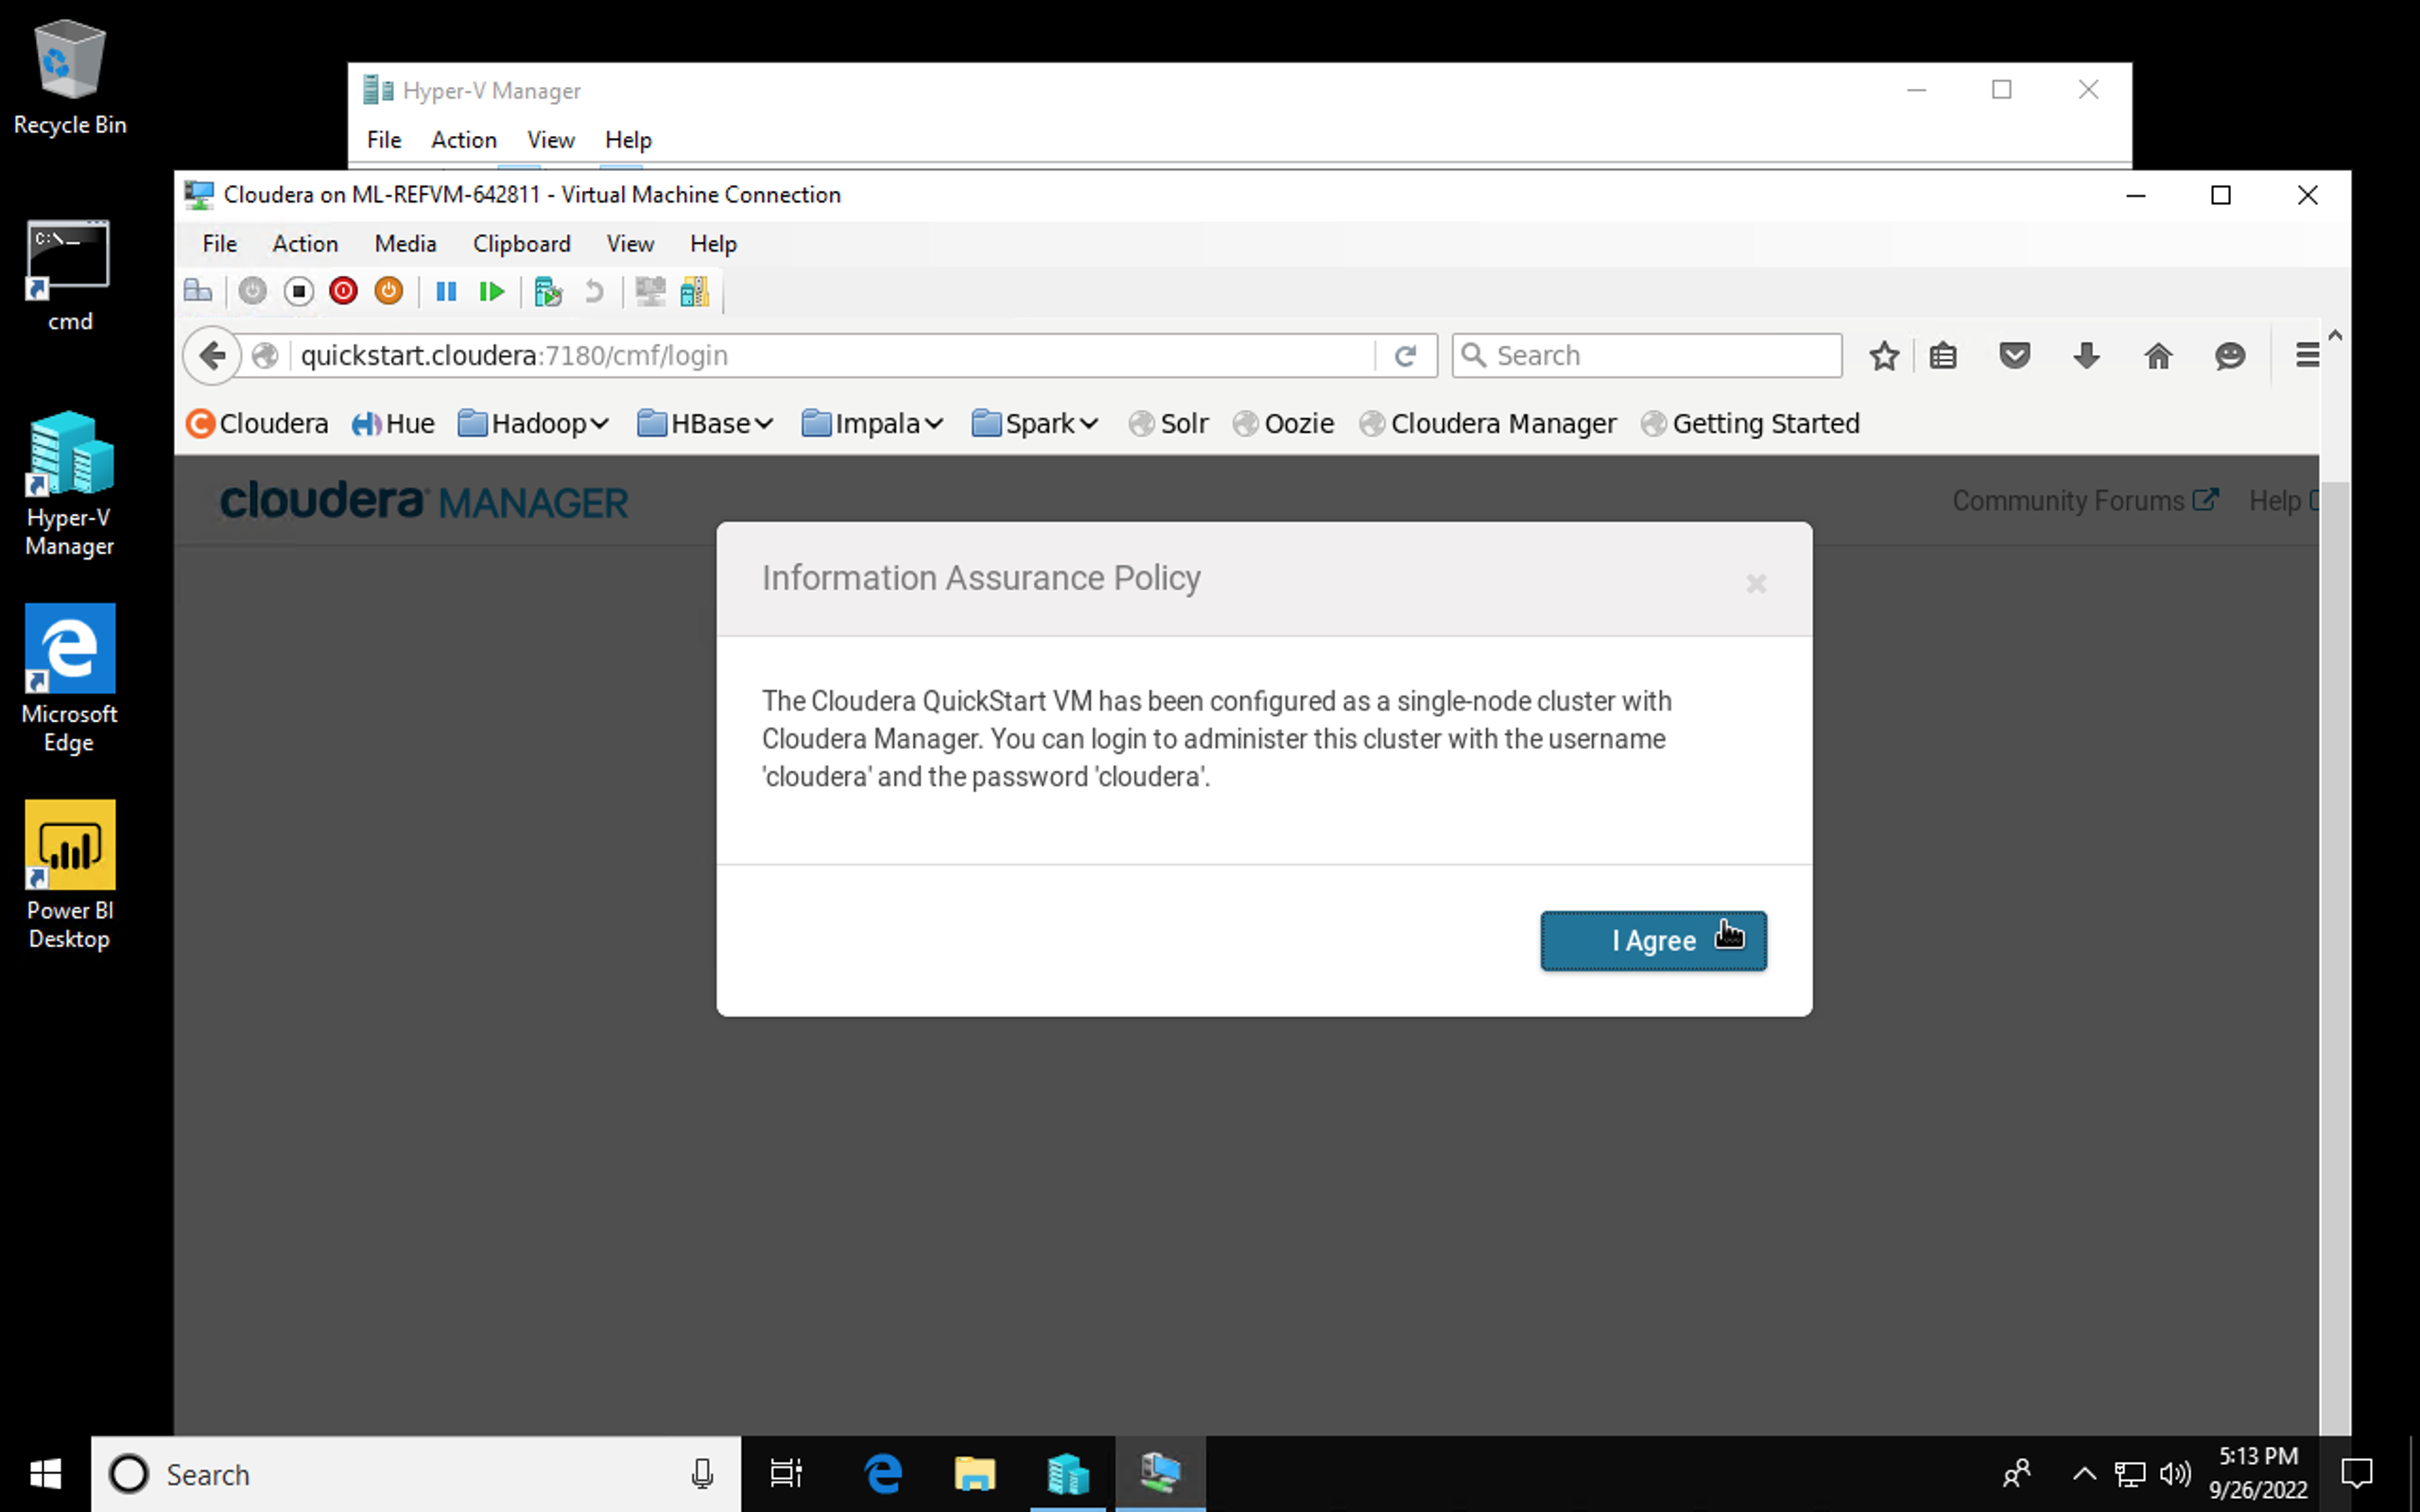 Recycle Bin
cmd
Hyper-V
Manager
Microsoft
Edge
Power BI
Desktop
Hyper-V Manager
File Action View Help
Cloudera on ML-REFVM-642811 - Virtual Machine Connection
File Action Media Clipboard View Help
quickstart.cloudera:7180/cmf/login
Search
Cloudera Hue Hadoop HBase Impala Spark Solr Oozie Cloudera Manager Getting Started
cloudera MANAGER
Community Forums Help
Information Assurance Policy
The Cloudera QuickStart VM has been configured as a single-node cluster with
Cloudera Manager. You can login to administer this cluster with the username
'cloudera' and the password 'cloudera'.
I Agree
Search
5:13 PM
9/26/2022